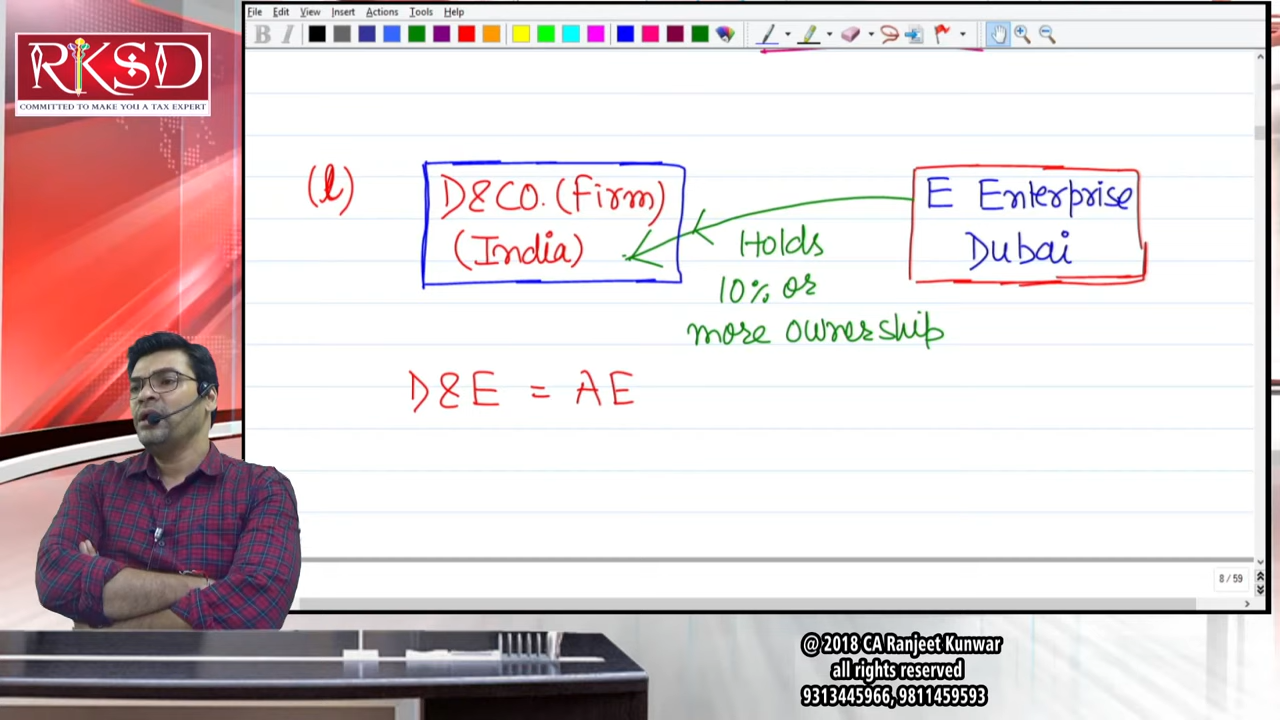 File Edit View Insert Actions Tools Help
RKSD
COMMITTED TO MAKE YOU A TAX EXPERT
B I
(l)
D&CO. (Firm)
(India)
Holds
10% or
more ownership
E Enterprise
Dubai
D&E = AE
8 / 59
@ 2018 CA Ranjeet Kunwar
all rights reserved
9313445966, 9811459593